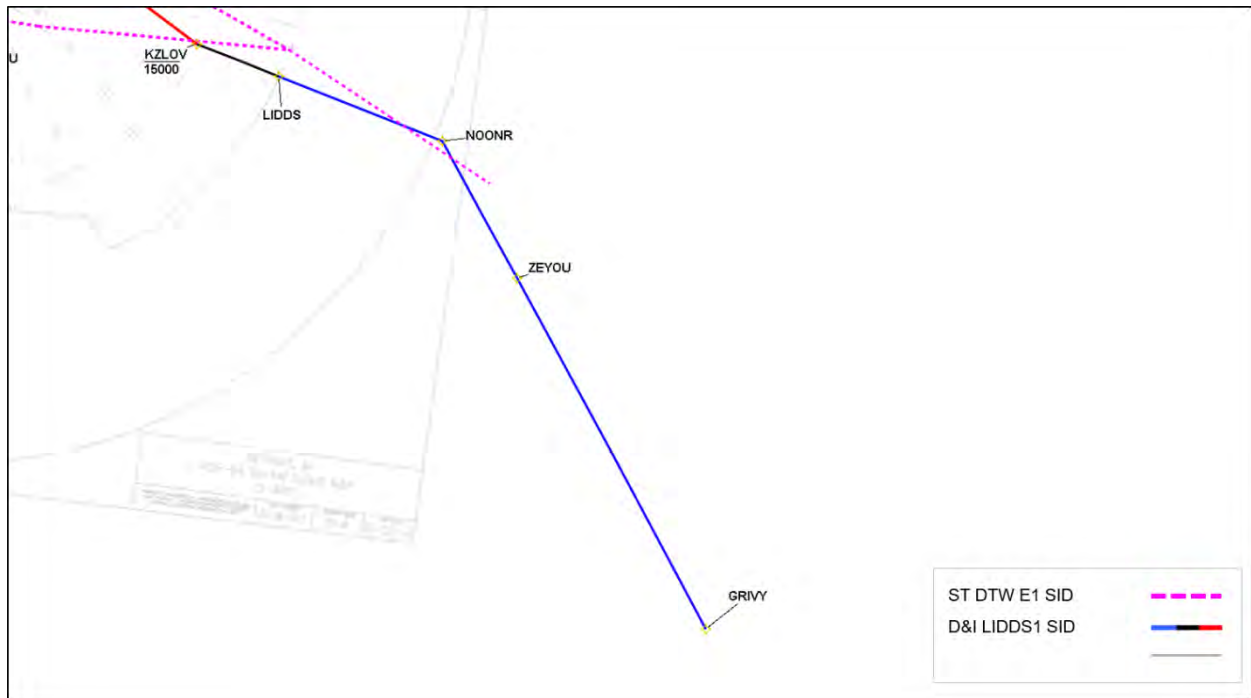 KZLOV
15000
U
LIDDS
NOONR
ZEYOU
GRIVY
ST DTW E1 SID
D&I LIDDS1 SID